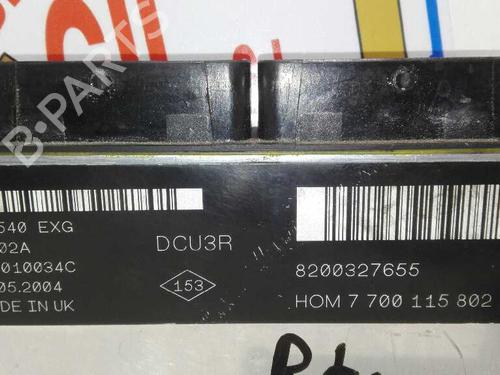 B-PARTS
540 EXG
02A
010034C
05.2004
DE IN UK
DCU3R
153
8200327655
HOM 7 700 115 802